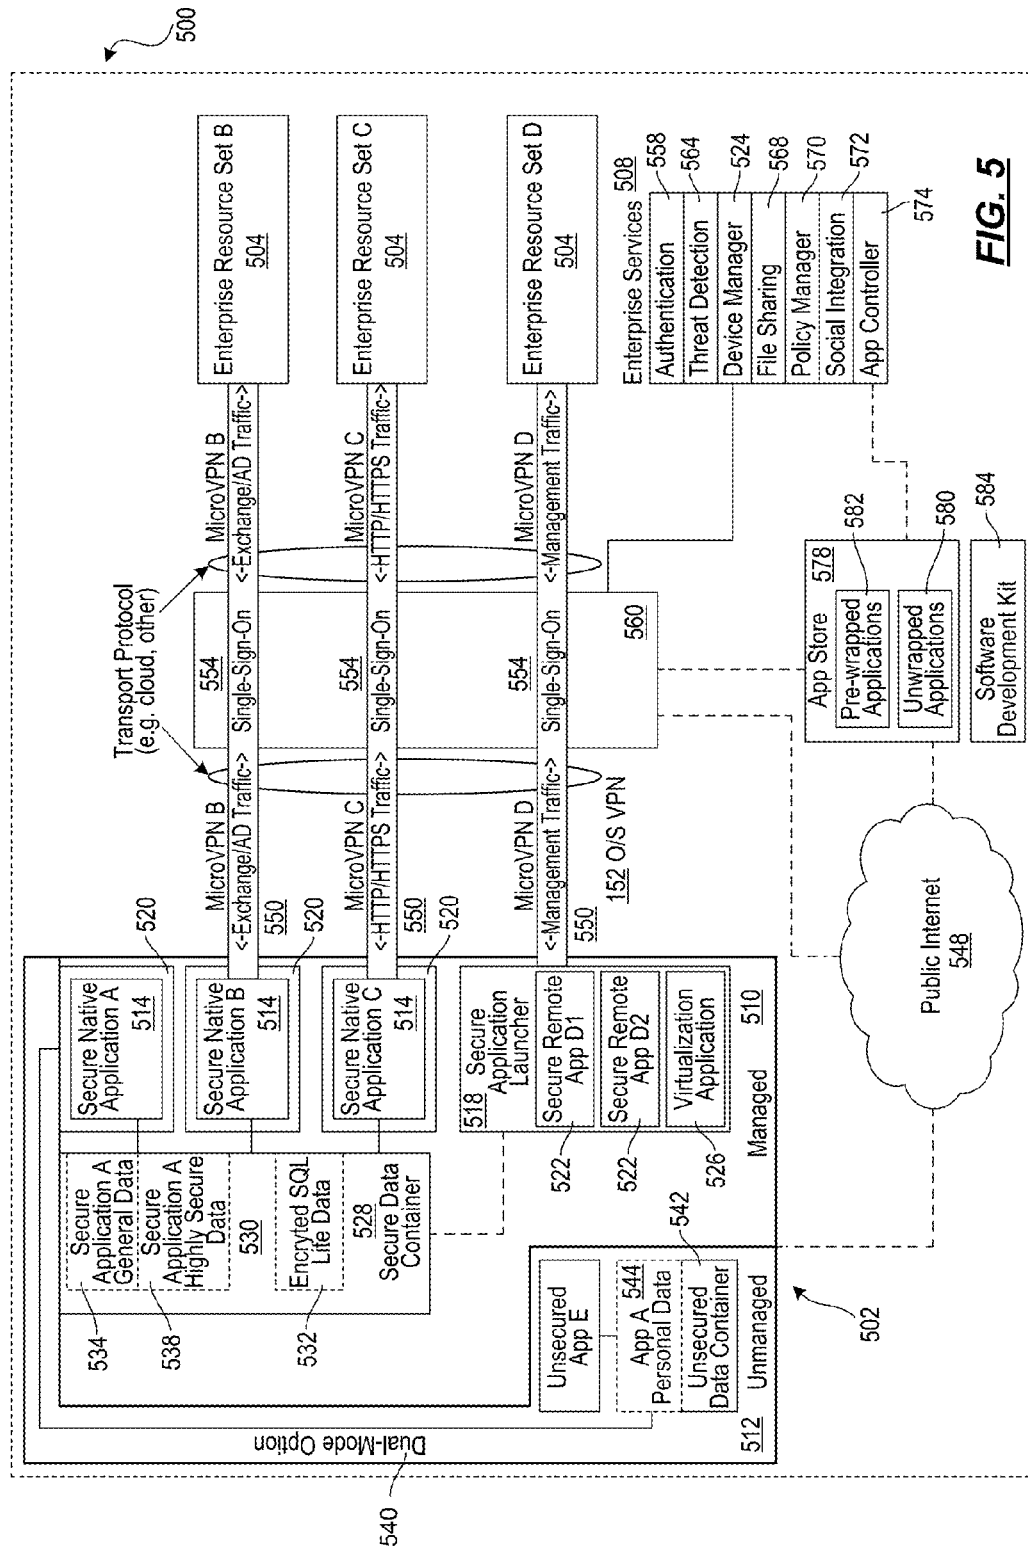 500
Transport Protocol
(e.g. cloud, other)
540
Dual-Mode Option
534
Secure
Application A
General Data
538
Secure
Application A
Highly Secure
Data
530
532
Encryted SQL
Lite Data
528
Secure Data
Container
520
Secure Native
Application A
514
520
Secure Native
Application B
514
520
Secure Native
Application C
514
518
Secure
Application
Launcher
522
Secure Remote
App D1
522
Secure Remote
App D2
526
Virtualization
Application
510
Managed
Unsecured
App E
544
App A
Personal Data
542
Unsecured
Data Container
512
Unmanaged
502
MicroVPN B
<-Exchange/AD Traffic->
550
554
Single-Sign-On
MicroVPN B
<-Exchange/AD Traffic->
Enterprise Resource Set B
504
MicroVPN C
<-HTTP/HTTPS Traffic->
550
554
Single-Sign-On
MicroVPN C
<-HTTP/HTTPS Traffic->
Enterprise Resource Set C
504
MicroVPN D
<-Management Traffic->
550
554
Single-Sign-On
MicroVPN D
<-Management Traffic->
Enterprise Resource Set D
504
152 O/S VPN
560
Enterprise Services 508
Authentication 558
Threat Detection 564
Device Manager 524
File Sharing 568
Policy Manager 570
Social Integration 572
App Controller
574
App Store 578
Pre-wrapped
Applications
582
Unwrapped
Applications
580
Software
Development Kit
584
Public Internet
548
FIG. 5